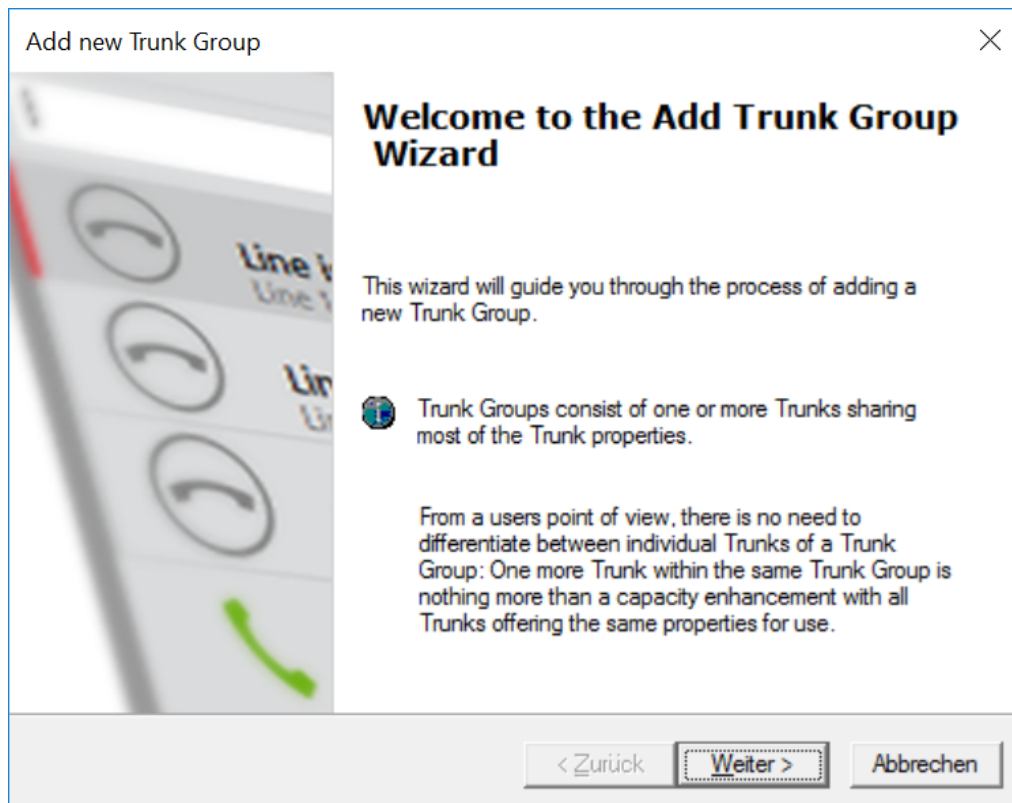 Add new Trunk Group
Welcome to the Add Trunk Group
Wizard
Line
Line
Lin
This wizard will guide you through the process of adding a
new Trunk Group.
Trunk Groups consist of one or more Trunks sharing
most of the Trunk properties.
From a users point of view, there is no need to
differentiate between individual Trunks of a Trunk
Group: One more Trunk within the same Trunk Group is
nothing more than a capacity enhancement with all
Trunks offering the same properties for use.
< Zurück
Weiter >
Abbrechen